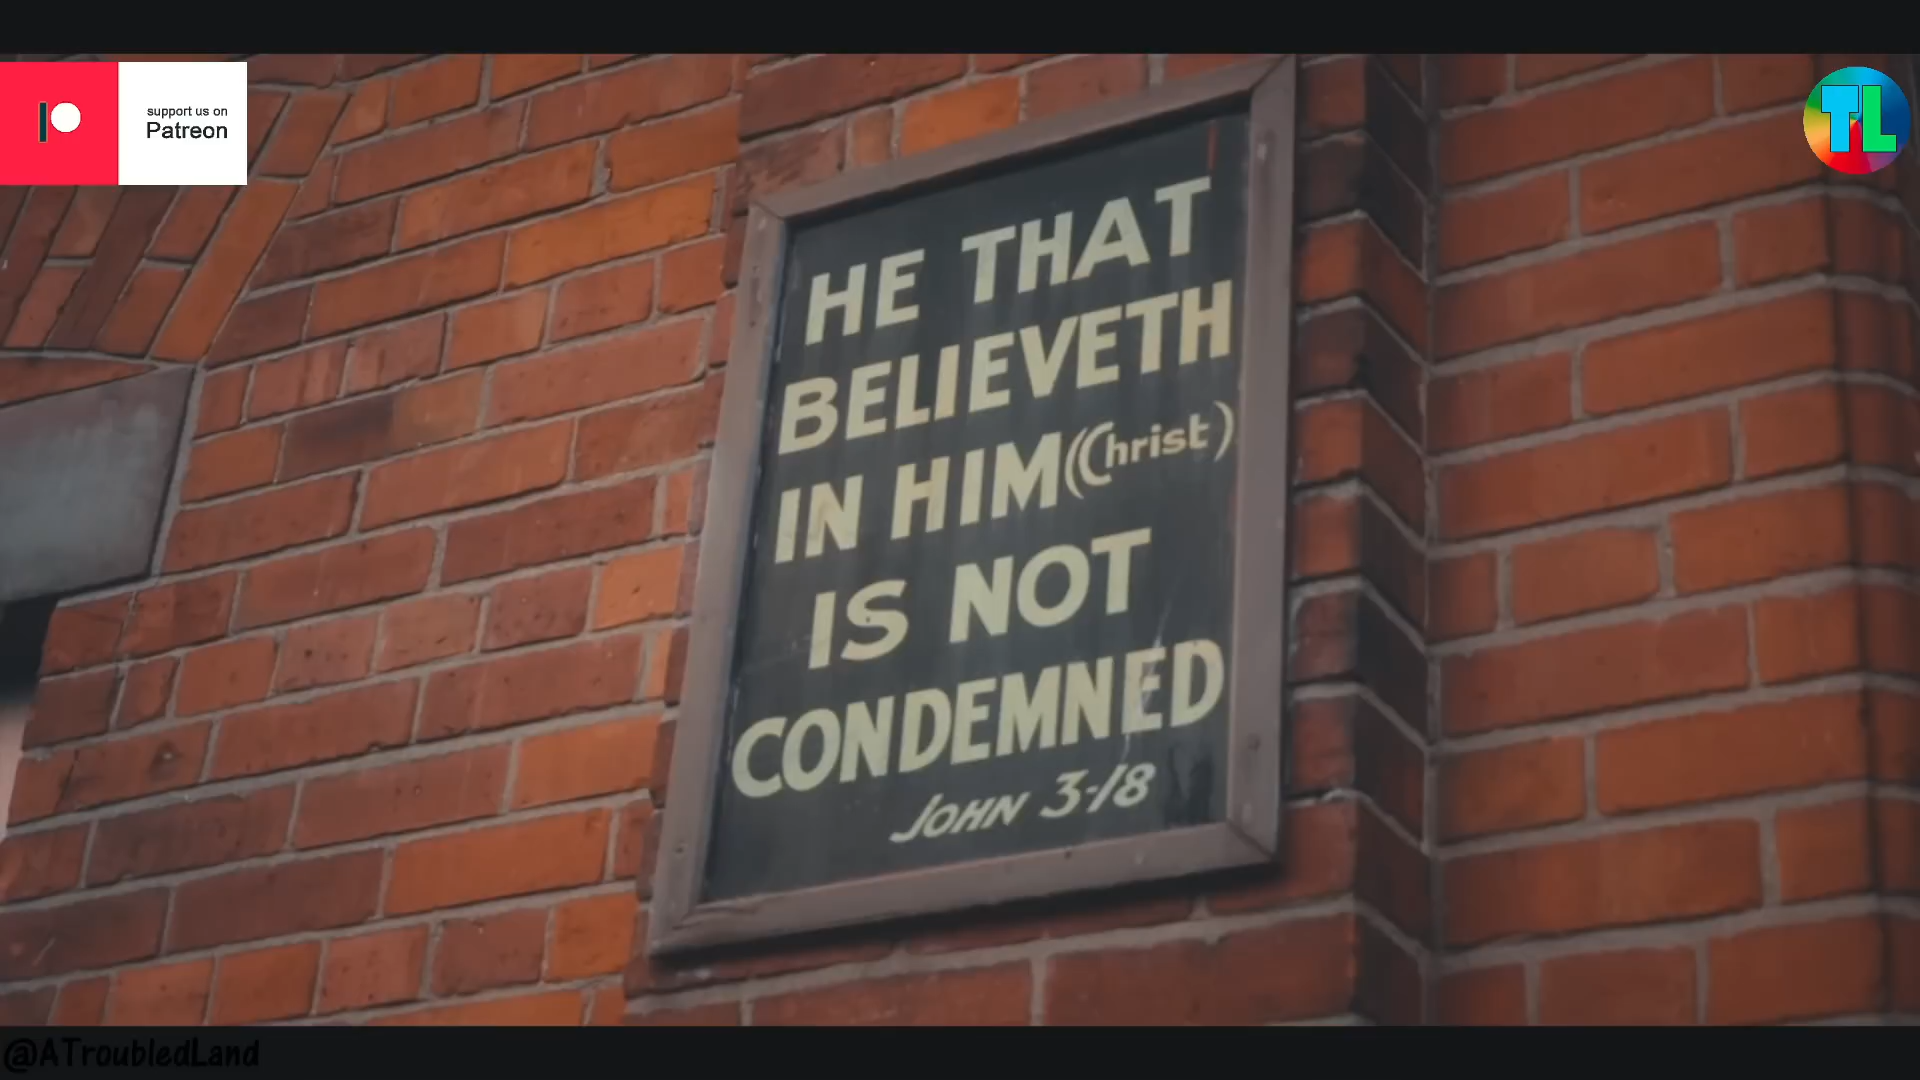 support us on
Patreon
TL
HE THAT
BELIEVETH
IN HIM (Christ)
IS NOT
CONDEMNED
JOHN 3-18
@ATroubledLand